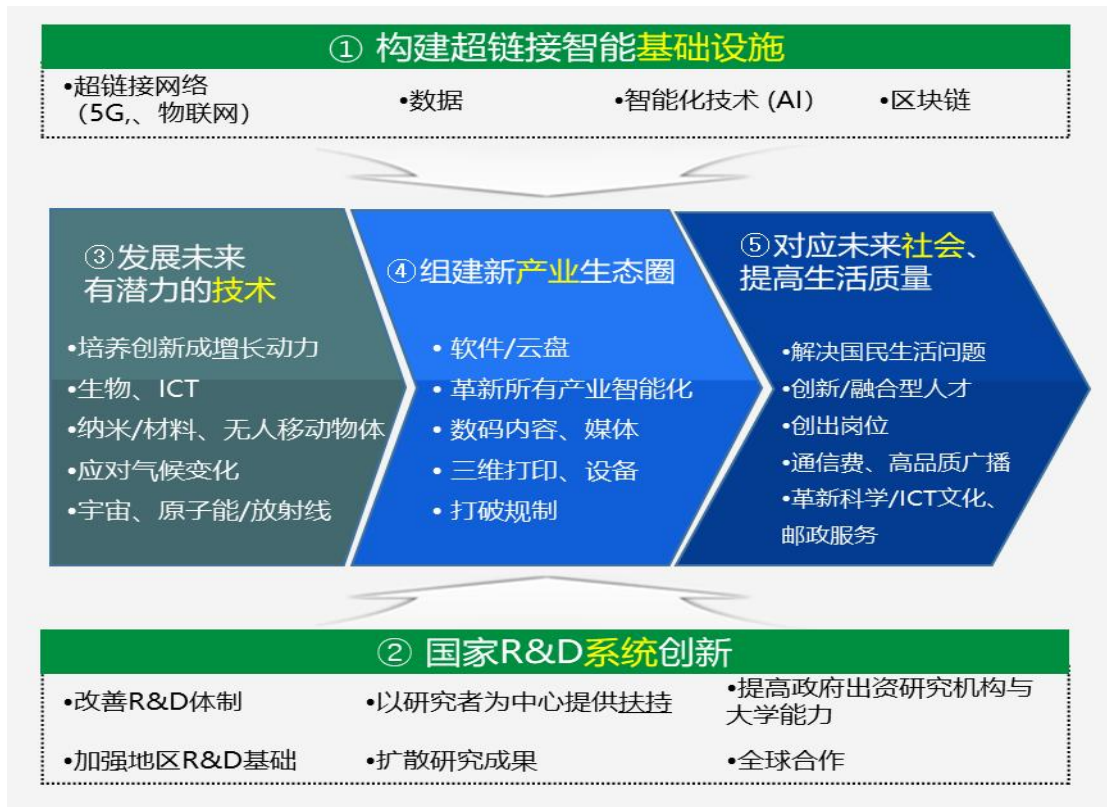 ① 构建超链接智能基础设施
•超链接网络
(5G,、物联网)
•数据
•智能化技术 (AI)
•区块链
③发展未来
有潜力的技术
•培养创新成增长动力
•生物、ICT
•纳米/材料、无人移动物体
•应对气候变化
•宇宙、原子能/放射线
④组建新产业生态圈
• 软件/云盘
• 革新所有产业智能化
• 数码内容、媒体
• 三维打印、设备
• 打破规制
⑤对应未来社会、
提高生活质量
•解决国民生活问题
•创新/融合型人才
•创出岗位
•通信费、高品质广播
•革新科学/ICT文化、
邮政服务
② 国家R&D系统创新
•改善R&D体制
•以研究者为中心提供扶持
•提高政府出资研究机构与
大学能力
•加强地区R&D基础
•扩散研究成果
•全球合作